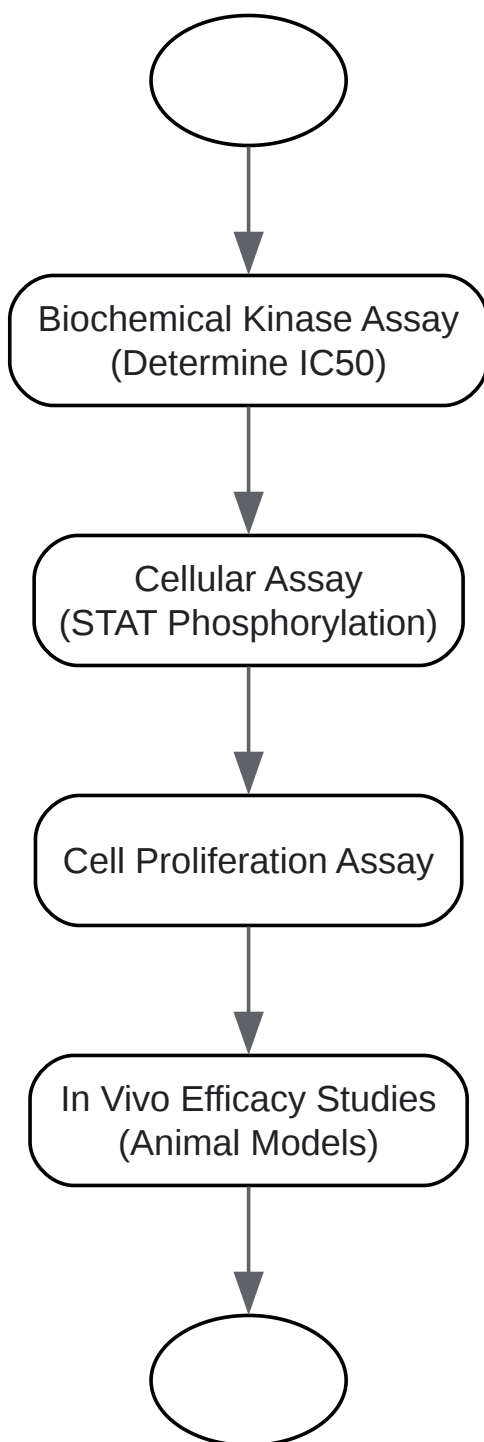 Biochemical Kinase Assay
(Determine IC50)
Cellular Assay
(STAT Phosphorylation)
Cell Proliferation Assay
In Vivo Efficacy Studies
(Animal Models)